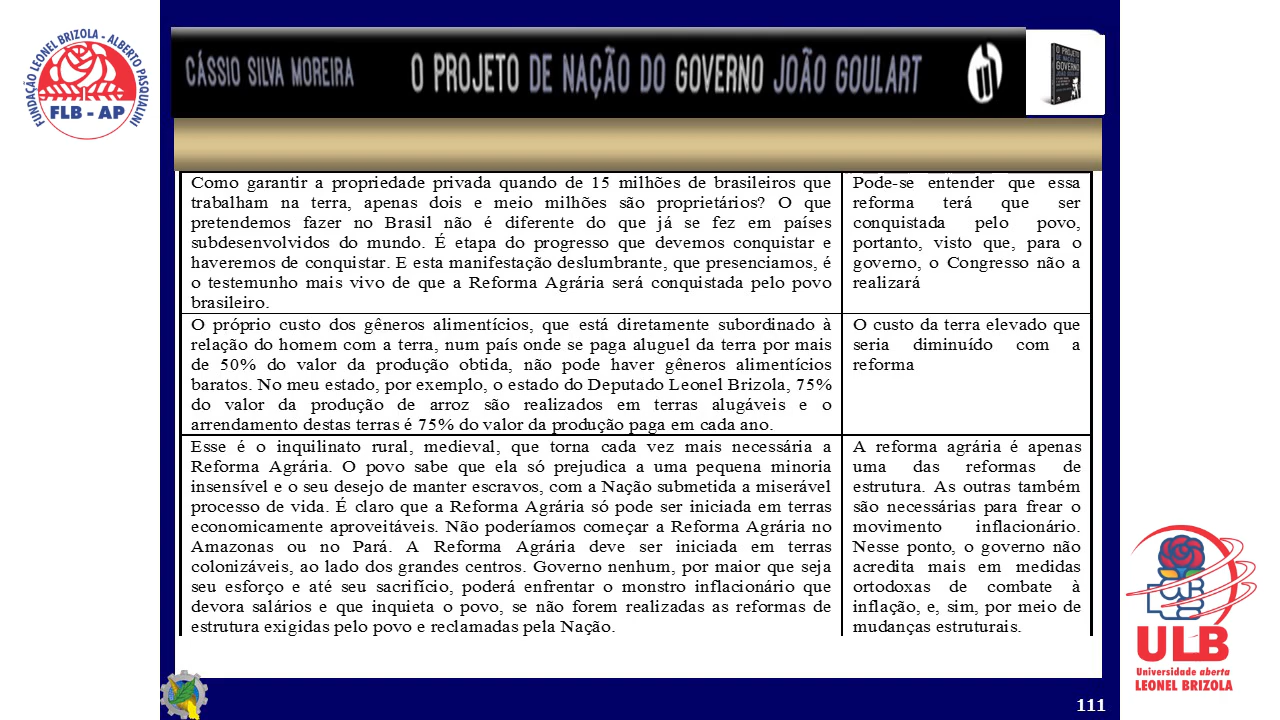 FUNDAÇÃO LEONEL BRIZOLA - ALBERTO PASQUALINI
FLB - AP
CÁSSIO SILVA MOREIRA
O PROJETO DE NAÇÃO DO GOVERNO JOÃO GOULART
O PROJETO
DE NAÇÃO DO
GOVERNO
JOÃO GOULART
Como garantir a propriedade privada quando de 15 milhões de brasileiros que
trabalham na terra, apenas dois e meio milhões são proprietários? O que
pretendemos fazer no Brasil não é diferente do que já se fez em países
subdesenvolvidos do mundo. É etapa do progresso que devemos conquistar e
haveremos de conquistar. E esta manifestação deslumbrante, que presenciamos, é
o testemunho mais vivo de que a Reforma Agrária será conquistada pelo povo
brasileiro.
Pode-se entender que essa
reforma terá que ser
conquistada pelo povo,
portanto, visto que, para o
governo, o Congresso não a
realizará
O próprio custo dos gêneros alimentícios, que está diretamente subordinado à
relação do homem com a terra, num país onde se paga aluguel da terra por mais
de 50% do valor da produção obtida, não pode haver gêneros alimentícios
baratos. No meu estado, por exemplo, o estado do Deputado Leonel Brizola, 75%
do valor da produção de arroz são realizados em terras alugáveis e o
arrendamento destas terras é 75% do valor da produção paga em cada ano.
O custo da terra elevado que
seria diminuído com a
reforma
Esse é o inquilinato rural, medieval, que torna cada vez mais necessária a
Reforma Agrária. O povo sabe que ela só prejudica a uma pequena minoria
insensível e o seu desejo de manter escravos, com a Nação submetida a miserável
processo de vida. É claro que a Reforma Agrária só pode ser iniciada em terras
economicamente aproveitáveis. Não poderíamos começar a Reforma Agrária no
Amazonas ou no Pará. A Reforma Agrária deve ser iniciada em terras
colonizáveis, ao lado dos grandes centros. Governo nenhum, por maior que seja
seu esforço e até seu sacrifício, poderá enfrentar o monstro inflacionário que
devora salários e que inquieta o povo, se não forem realizadas as reformas de
estrutura exigidas pelo povo e reclamadas pela Nação.
A reforma agrária é apenas
uma das reformas de
estrutura. As outras também
são necessárias para frear o
movimento inflacionário.
Nesse ponto, o governo não
acredita mais em medidas
ortodoxas de combate à
inflação, e, sim, por meio de
mudanças estruturais.
ULB
Universidade aberta
LEONEL BRIZOLA
111